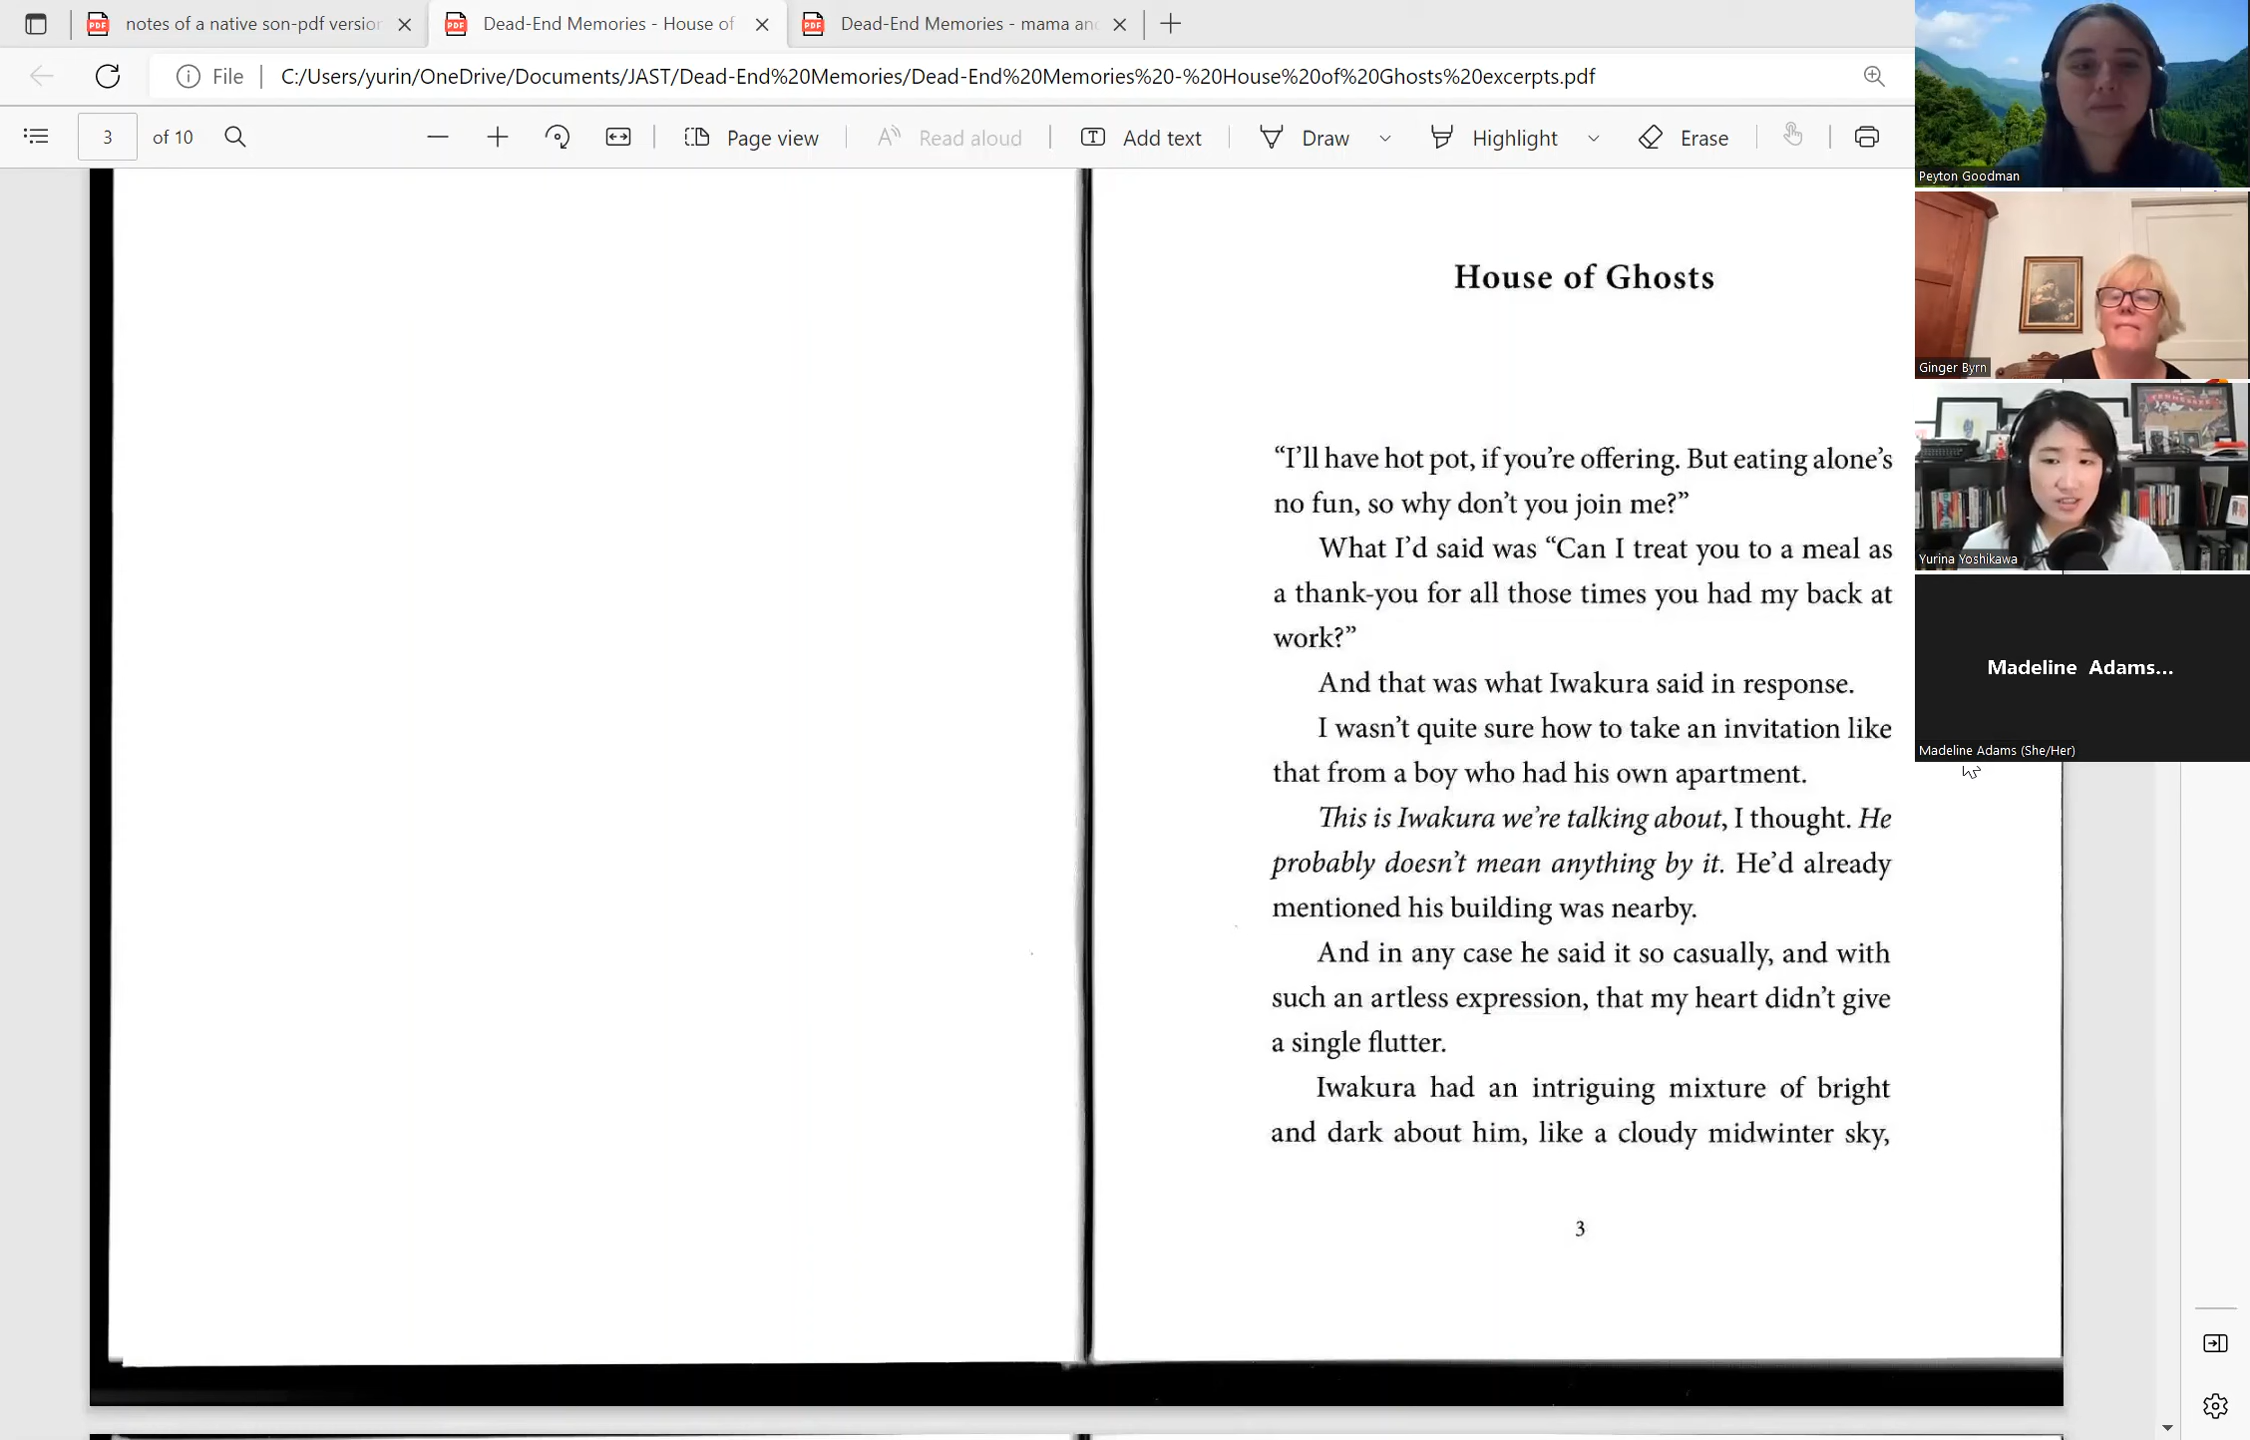 notes of a native son-pdf version
Dead-End Memories - House of
Dead-End Memories - mama and
File
C:/Users/yurin/OneDrive/Documents/JAST/Dead-End%20Memories/Dead-End%20Memories%20-%20House%20of%20Ghosts%20excerpts.pdf
3 of 10
Page view
Read aloud
Add text
Draw
Highlight
Erase
House of Ghosts
“I’ll have hot pot, if you’re offering. But eating alone’s
no fun, so why don’t you join me?”
What I’d said was “Can I treat you to a meal as
a thank-you for all those times you had my back at
work?”
And that was what Iwakura said in response.
I wasn’t quite sure how to take an invitation like
that from a boy who had his own apartment.
This is Iwakura we’re talking about, I thought. He
probably doesn’t mean anything by it. He’d already
mentioned his building was nearby.
And in any case he said it so casually, and with
such an artless expression, that my heart didn’t give
a single flutter.
Iwakura had an intriguing mixture of bright
and dark about him, like a cloudy midwinter sky,
3
Peyton Goodman
Ginger Byrn
TENNESSEE
Yurina Yoshikawa
Madeline Adams...
Madeline Adams (She/Her)